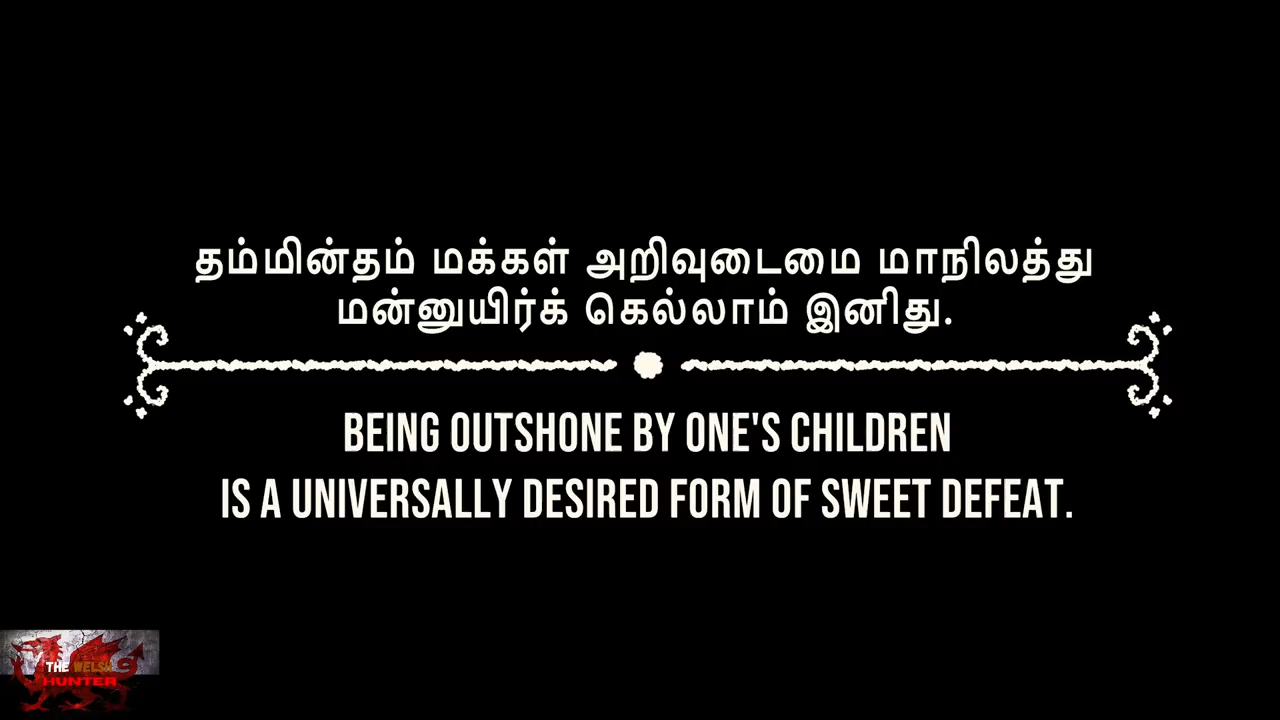 தம்மின்தம் மக்கள் அறிவுடைமை மாநிலத்து
மன்னுயிர்க் கெல்லாம் இனிது.
BEING OUTSHONE BY ONE'S CHILDREN
IS A UNIVERSALLY DESIRED FORM OF SWEET DEFEAT.
THE WELSH
HUNTER